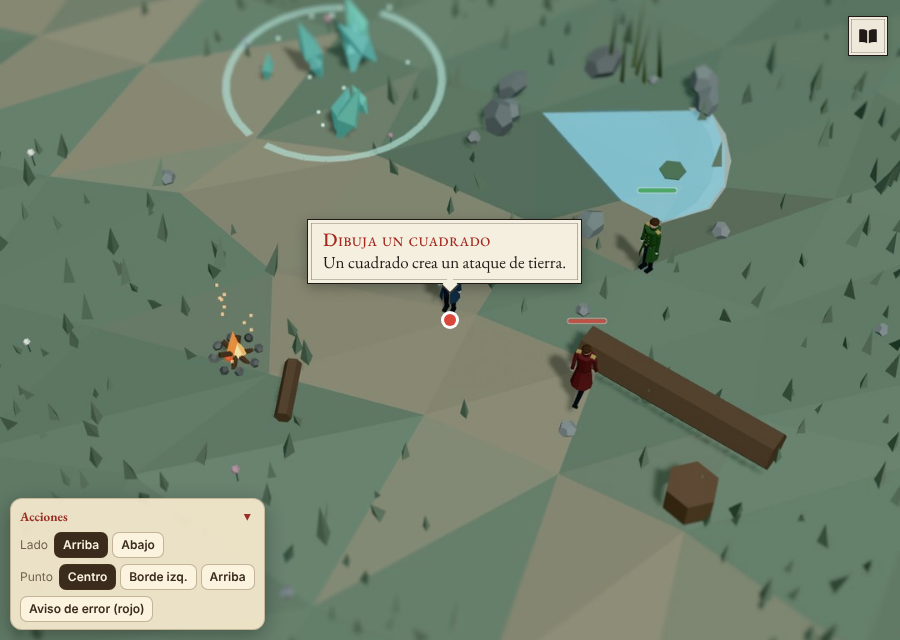 Dibuja un cuadrado
Un cuadrado crea un ataque de tierra.
Acciones ▼
Lado Arriba Abajo
Punto Centro Borde izq. Arriba
Aviso de error (rojo)